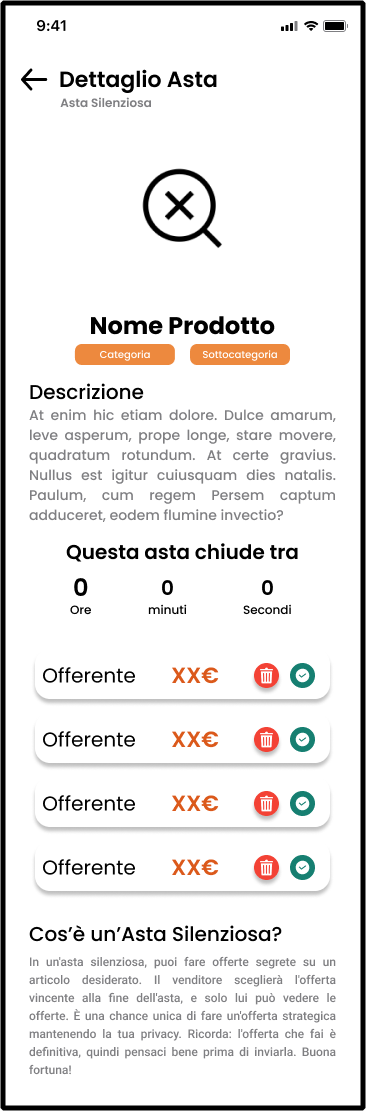 9:41
Dettaglio Asta
Asta Silenziosa
Nome Prodotto
Categoria Sottocategoria
Descrizione
At enim hic etiam dolore. Dulce amarum,
leve asperum, prope longe, stare movere,
quadratum rotundum. At certe gravius.
Nullus est igitur cuiusquam dies natalis.
Paulum, cum regem Persem captum
adduceret, eodem flumine invectio?
Questa asta chiude tra
0 0 0
Ore minuti Secondi
Offerente XX€
Offerente XX€
Offerente XX€
Offerente XX€
Cos’è un’Asta Silenziosa?
In un'asta silenziosa, puoi fare offerte segrete su un
articolo desiderato. Il venditore sceglierà l'offerta
vincente alla fine dell'asta, e solo lui può vedere le
offerte. È una chance unica di fare un'offerta strategica
mantenendo la tua privacy. Ricorda: l'offerta che fai è
definitiva, quindi pensaci bene prima di inviarla. Buona
fortuna!